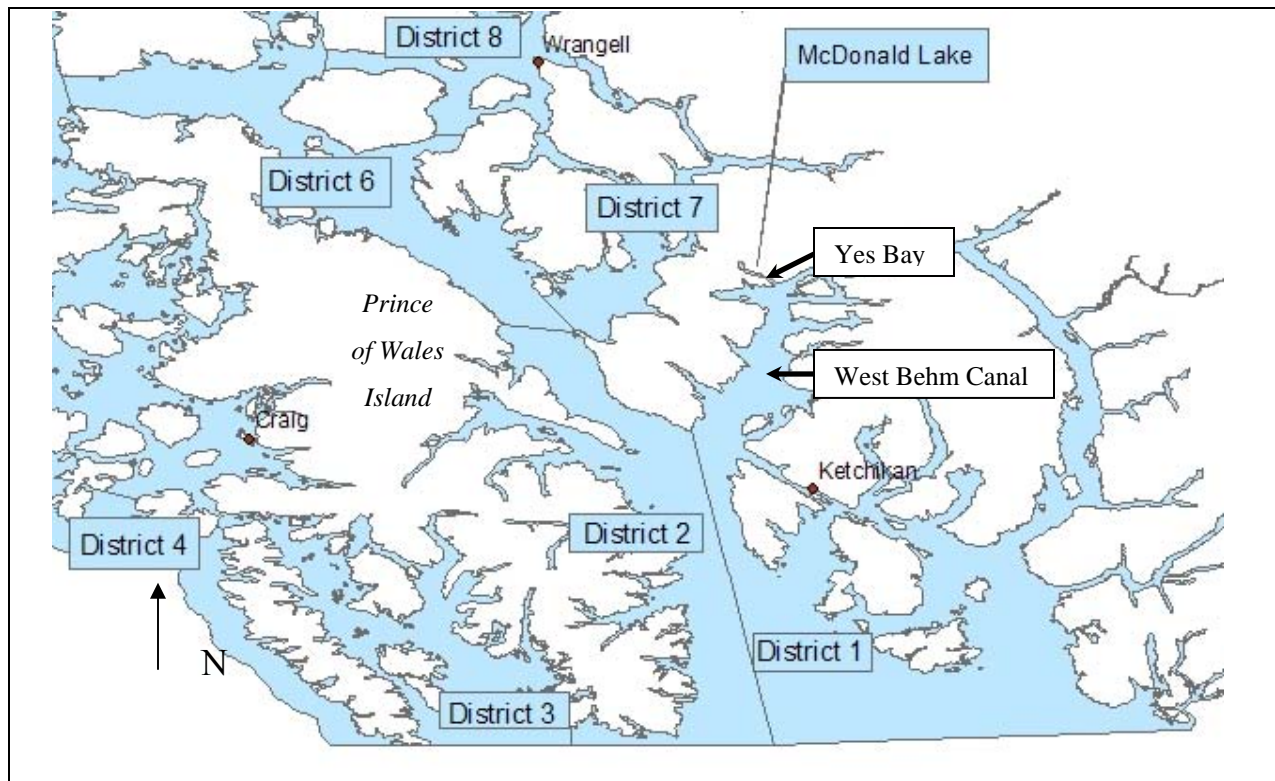 District 8
Wrangell
McDonald Lake
District 6
District 7
Yes Bay
Prince
of Wales
Island
West Behm Canal
Craig
Ketchikan
District 4
District 2
N
District 1
District 3